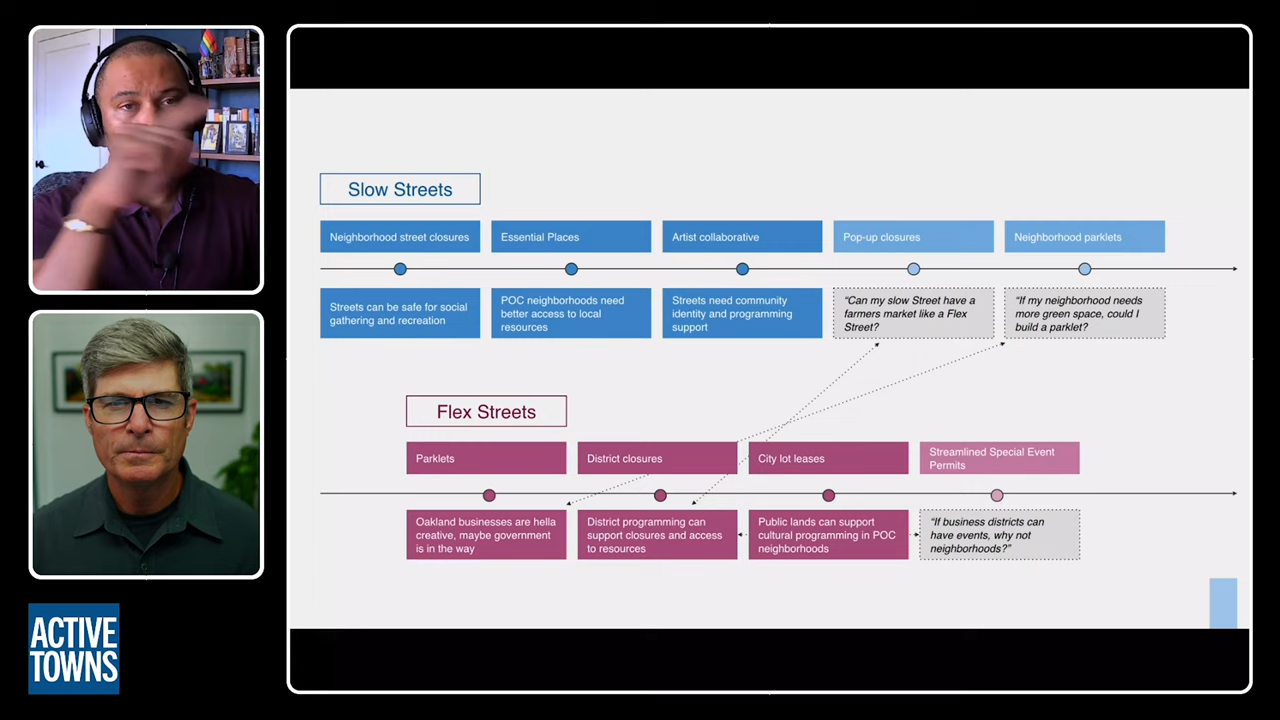 Slow Streets
Neighborhood street closures
Essential Places
Artist collaborative
Pop-up closures
Neighborhood parklets
Streets can be safe for social
gathering and recreation
POC neighborhoods need
better access to local
resources
Streets need community
identity and programming
support
“Can my slow Street have a
farmers market like a Flex
Street?
“If my neighborhood needs
more green space, could I
build a parklet?
Flex Streets
Parklets
District closures
City lot leases
Streamlined Special Event
Permits
Oakland businesses are hella
creative, maybe government
is in the way
District programming can
support closures and access
to resources
Public lands can support
cultural programming in POC
neighborhoods
“If business districts can
have events, why not
neighborhoods?”
ACTIVE
TOWNS